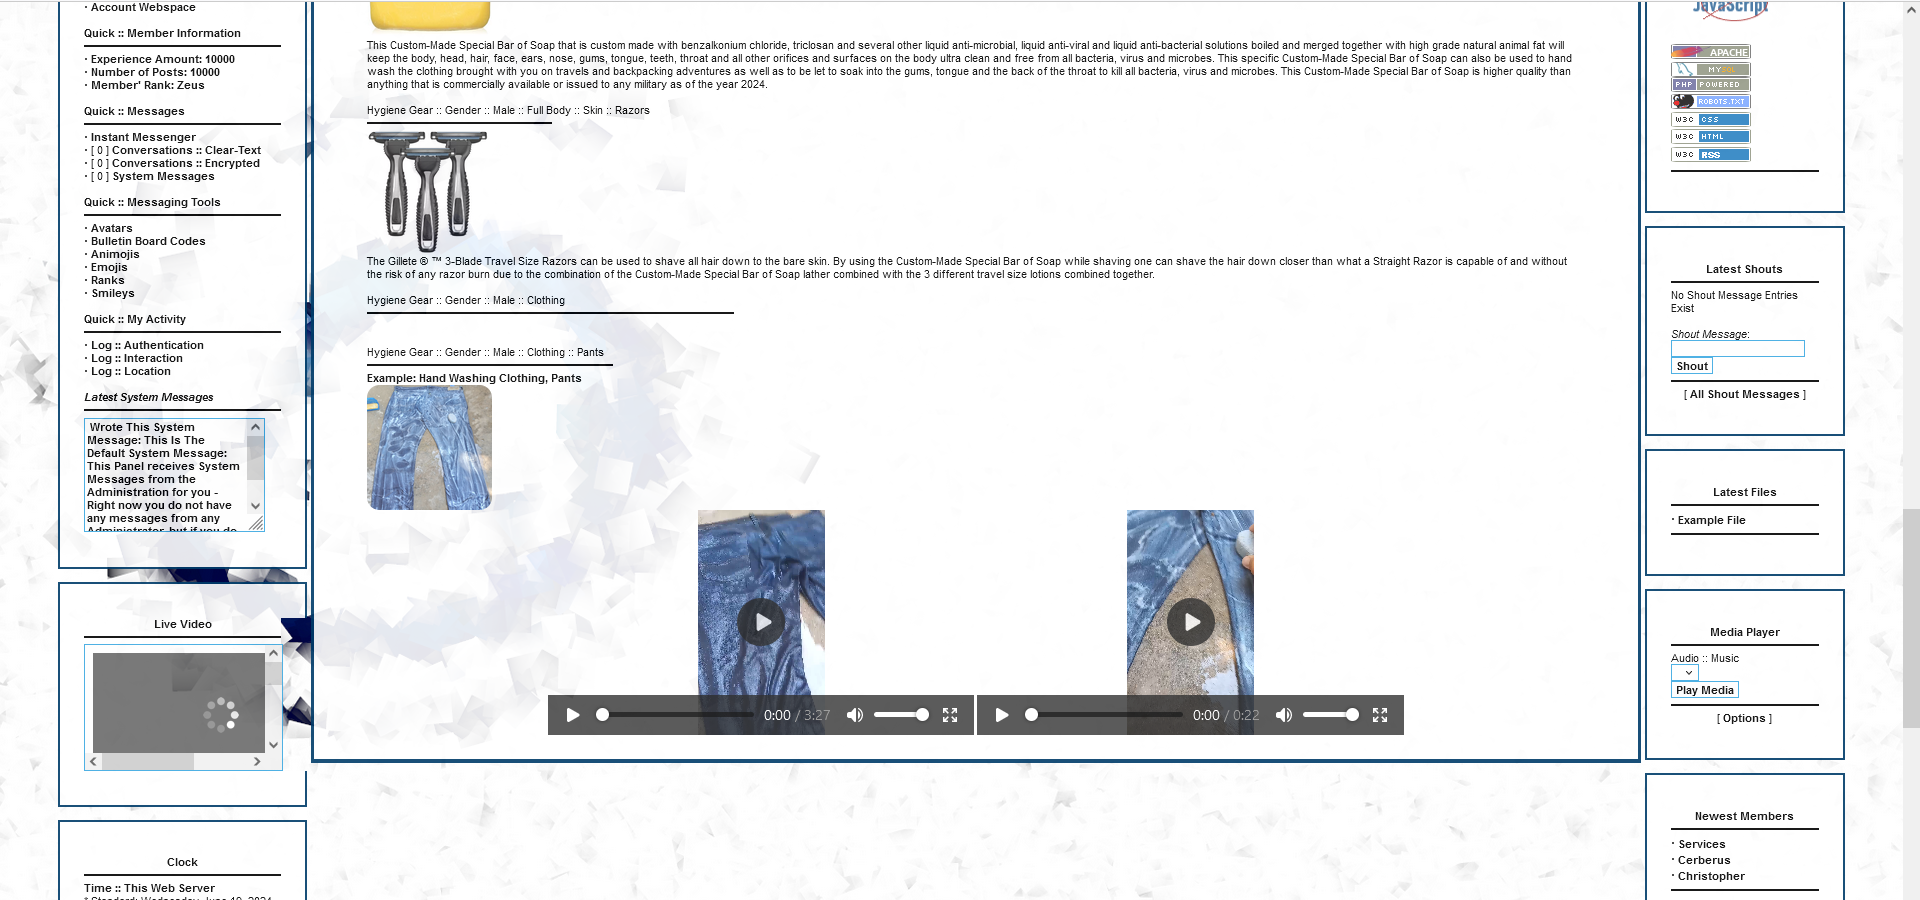 · Account Webspace
Quick :: Member Information
· Experience Amount: 10000
· Number of Posts: 10000
· Member' Rank: Zeus
Quick :: Messages
· Instant Messenger
· [ 0 ] Conversations :: Clear-Text
· [ 0 ] Conversations :: Encrypted
· [ 0 ] System Messages
Quick :: Messaging Tools
· Avatars
· Bulletin Board Codes
· Animojis
· Emojis
· Ranks
· Smileys
Quick :: My Activity
· Log :: Authentication
· Log :: Interaction
· Log :: Location
Latest System Messages
Wrote This System
Message: This Is The
Default System Message:
This Panel receives System
Messages from the
Administration for you -
Right now you do not have
any messages from any
Administrator, but if you do
Live Video
Clock
Time :: This Web Server
* Standard: Wednesday, June 19, 2024
This Custom-Made Special Bar of Soap that is custom made with benzalkonium chloride, triclosan and several other liquid anti-microbial, liquid anti-viral and liquid anti-bacterial solutions boiled and merged together with high grade natural animal fat will
keep the body, head, hair, face, ears, nose, gums, tongue, teeth, throat and all other orifices and surfaces on the body ultra clean and free from all bacteria, virus and microbes. This specific Custom-Made Special Bar of Soap can also be used to hand
wash the clothing brought with you on travels and backpacking adventures as well as to be let to soak into the gums, tongue and the back of the throat to kill all bacteria, virus and microbes. This Custom-Made Special Bar of Soap is higher quality than
anything that is commercially available or issued to any military as of the year 2024.
Hygiene Gear :: Gender :: Male :: Full Body :: Skin :: Razors
The Gillete ® ™ 3-Blade Travel Size Razors can be used to shave all hair down to the bare skin. By using the Custom-Made Special Bar of Soap while shaving one can shave the hair down closer than what a Straight Razor is capable of and without
the risk of any razor burn due to the combination of the Custom-Made Special Bar of Soap lather combined with the 3 different travel size lotions combined together.
Hygiene Gear :: Gender :: Male :: Clothing
Hygiene Gear :: Gender :: Male :: Clothing :: Pants
Example: Hand Washing Clothing, Pants
0:00 / 3:27
0:00 / 0:22
JavaScript
APACHE
MYSQL
PHP POWERED
ROBOTS.TXT
W3C CSS
W3C HTML
W3C RSS
Latest Shouts
No Shout Message Entries
Exist
Shout Message:
Shout
[ All Shout Messages ]
Latest Files
· Example File
Media Player
Audio :: Music
Play Media
[ Options ]
Newest Members
· Services
· Cerberus
· Christopher